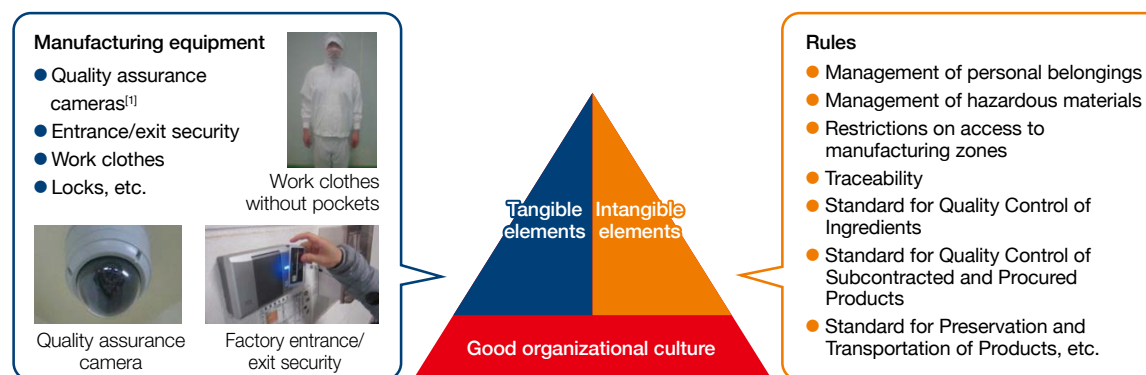 Manufacturing equipment
● Quality assurance
cameras[1]
● Entrance/exit security
● Work clothes
● Locks, etc.
Work clothes
without pockets
Quality assurance
camera
Factory entrance/
exit security
Tangible
elements
Intangible
elements
Good organizational culture
Rules
● Management of personal belongings
● Management of hazardous materials
● Restrictions on access to
manufacturing zones
● Traceability
● Standard for Quality Control of
Ingredients
● Standard for Quality Control of
Subcontracted and Procured
Products
● Standard for Preservation and
Transportation of Products, etc.